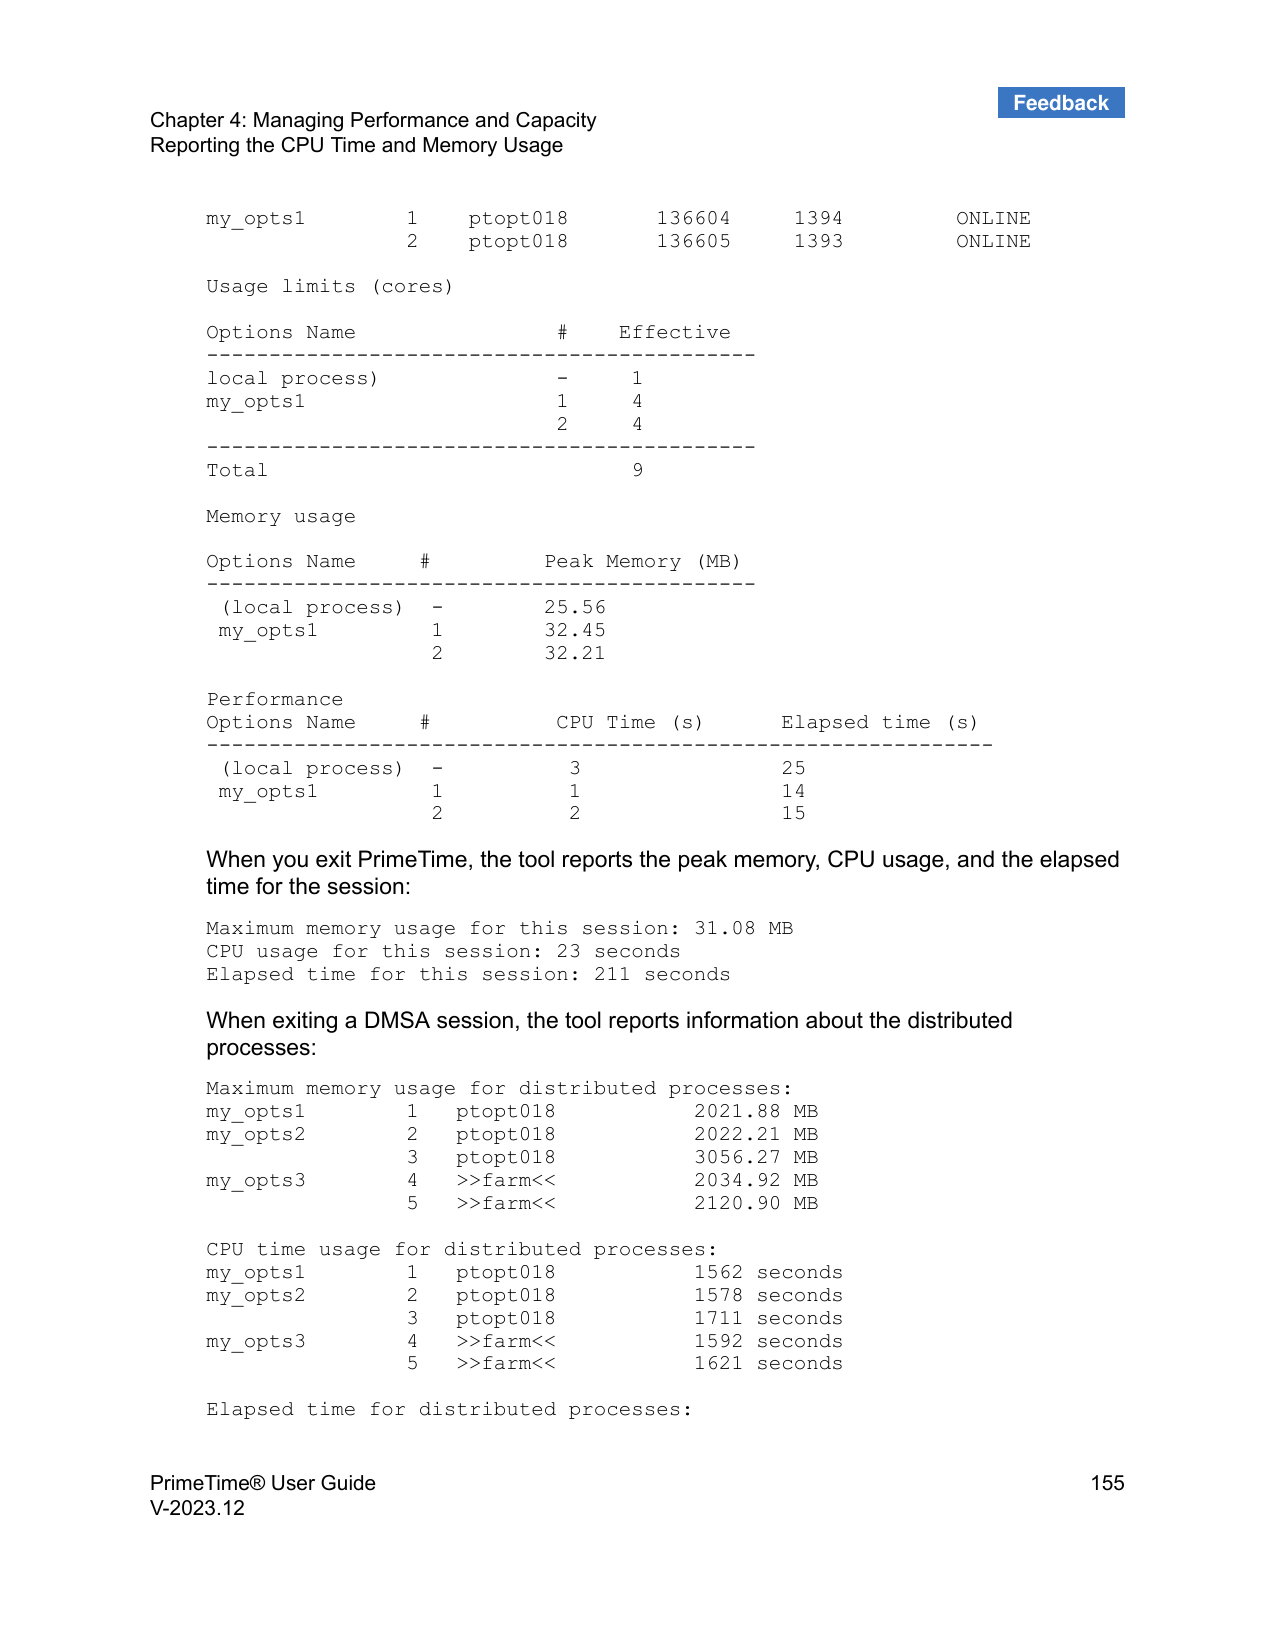 Feedback
Chapter 4: Managing Performance and Capacity
Reporting the CPU Time and Memory Usage
my_opts1        1    ptopt018       136604     1394         ONLINE
                2    ptopt018       136605     1393         ONLINE
Usage limits (cores)
Options Name                #    Effective
--------------------------------------------
local process)              -     1
my_opts1                    1     4
                            2     4
--------------------------------------------
Total                             9
Memory usage
Options Name     #         Peak Memory (MB)
--------------------------------------------
 (local process)  -        25.56
 my_opts1         1        32.45
                  2        32.21
Performance
Options Name     #          CPU Time (s)      Elapsed time (s)
---------------------------------------------------------------
 (local process)  -          3                25
 my_opts1         1          1                14
                  2          2                15
When you exit PrimeTime, the tool reports the peak memory, CPU usage, and the elapsed
time for the session:
Maximum memory usage for this session: 31.08 MB
CPU usage for this session: 23 seconds
Elapsed time for this session: 211 seconds
When exiting a DMSA session, the tool reports information about the distributed
processes:
Maximum memory usage for distributed processes:
my_opts1        1   ptopt018           2021.88 MB
my_opts2        2   ptopt018           2022.21 MB
                3   ptopt018           3056.27 MB
my_opts3        4   >>farm<<           2034.92 MB
                5   >>farm<<           2120.90 MB
CPU time usage for distributed processes:
my_opts1        1   ptopt018           1562 seconds
my_opts2        2   ptopt018           1578 seconds
                3   ptopt018           1711 seconds
my_opts3        4   >>farm<<           1592 seconds
                5   >>farm<<           1621 seconds
Elapsed time for distributed processes:
PrimeTime® User Guide 155
V-2023.12